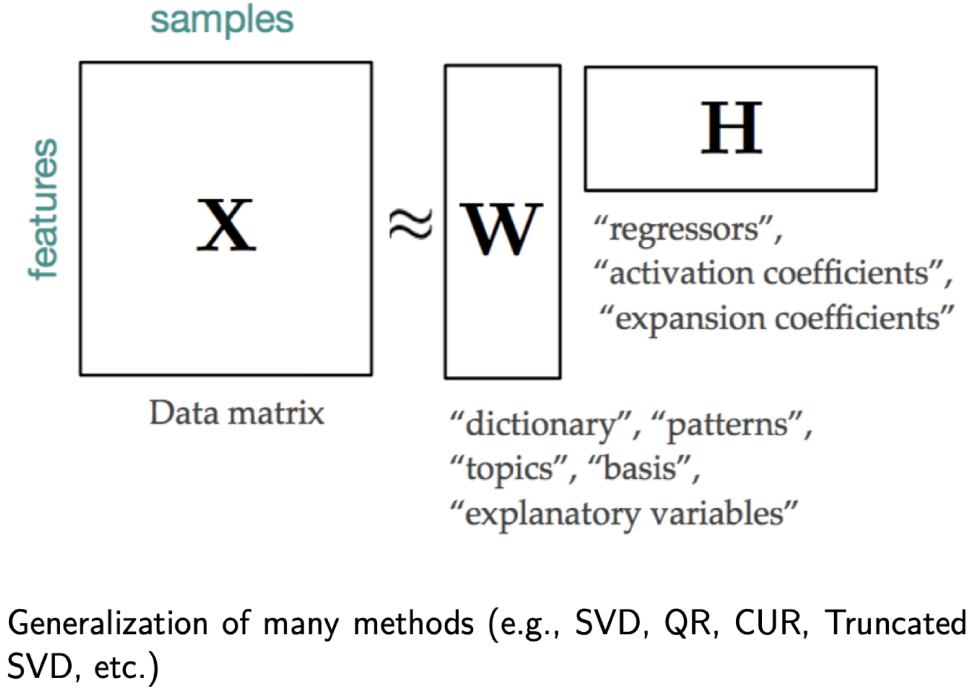 samples
features
X
≈
W
H
“regressors”,
“activation coefficients”,
“expansion coefficients”
Data matrix
“dictionary”, “patterns”,
“topics”, “basis”,
“explanatory variables”
Generalization of many methods (e.g., SVD, QR, CUR, Truncated
SVD, etc.)